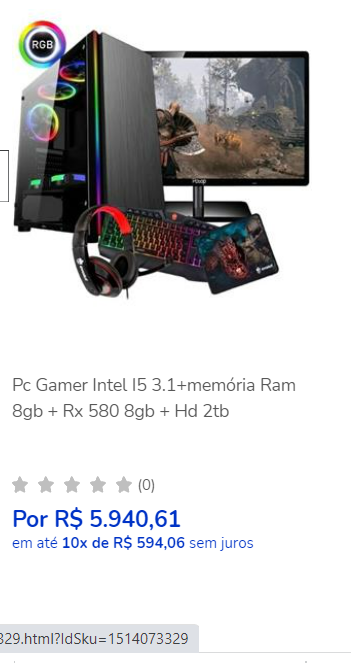 RGB
Pc Gamer Intel I5 3.1+memória Ram
8gb + Rx 580 8gb + Hd 2tb
(0)
Por R$ 5.940,61
em até 10x de R$ 594,06 sem juros
329.html?IdSku=1514073329